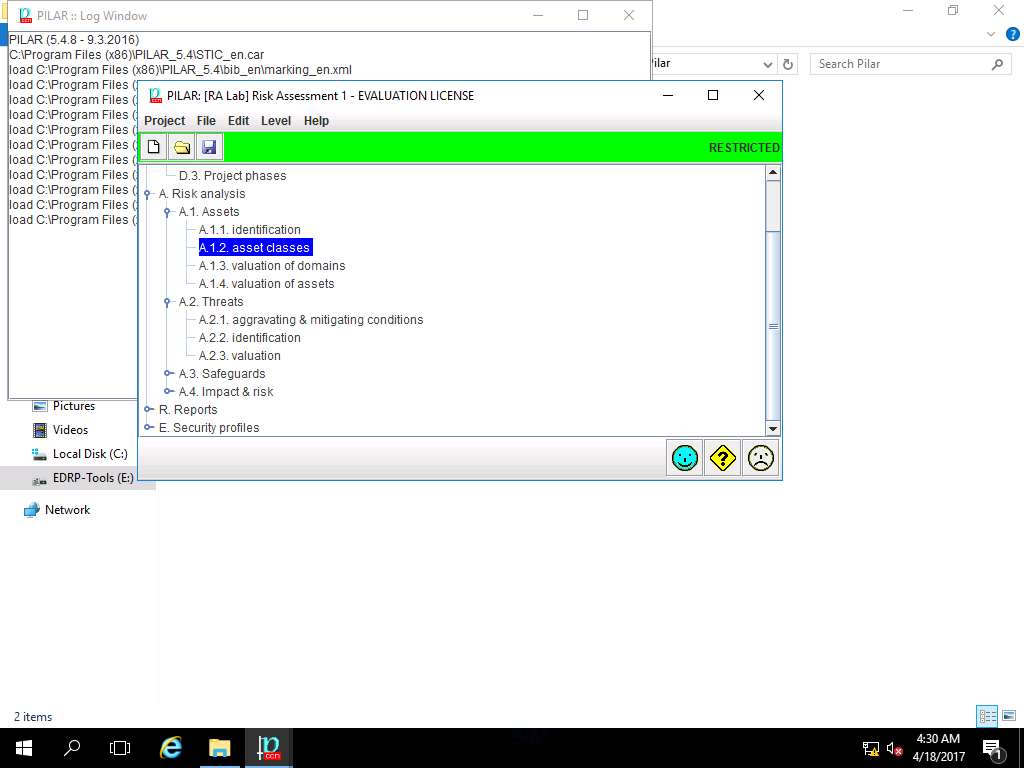 PILAR :: Log Window
PILAR (5.4.8 - 9.3.2016)
C:\Program Files (x86)\PILAR_5.4\STIC_en.car
load C:\Program Files (x86)\PILAR_5.4\bib_en\marking_en.xml
load C:\Program Files (
load C:\Program Files (
load C:\Program Files (
load C:\Program Files (
load C:\Program Files (
load C:\Program Files (
load C:\Program Files (
load C:\Program Files (
load C:\Program Files (
load C:\Program Files (
Pilar
Search Pilar
PILAR: [RA Lab] Risk Assessment 1 - EVALUATION LICENSE
Project File Edit Level Help
RESTRICTED
D.3. Project phases
A. Risk analysis
A.1. Assets
A.1.1. identification
A.1.2. asset classes
A.1.3. valuation of domains
A.1.4. valuation of assets
A.2. Threats
A.2.1. aggravating & mitigating conditions
A.2.2. identification
A.2.3. valuation
A.3. Safeguards
A.4. Impact & risk
R. Reports
E. Security profiles
Pictures
Videos
Local Disk (C:)
EDRP-Tools (E:)
Network
2 items
4:30 AM
4/18/2017
1